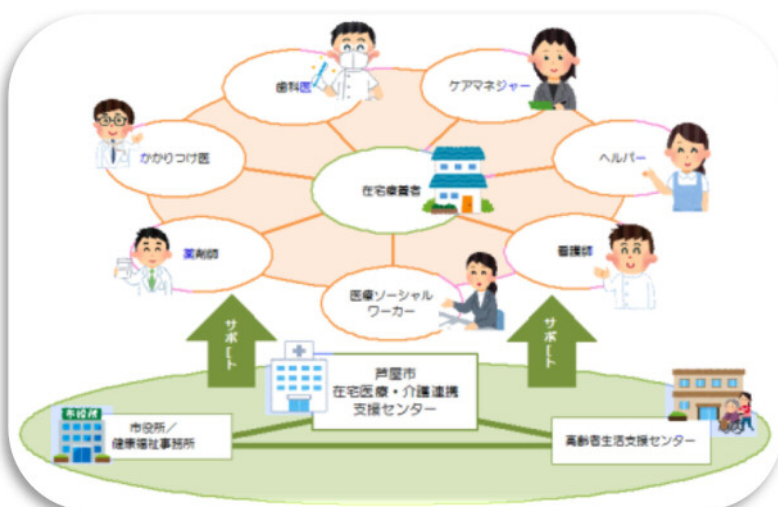 歯科医
ケアマネジャー
かかりつけ医
ヘルパー
在宅療養者
薬剤師
看護師
医療ソーシャル
ワーカー
サポート
サポート
芦屋市
在宅医療・介護連携
支援センター
市役所
市役所／
健康福祉事務所
高齢者生活支援センター